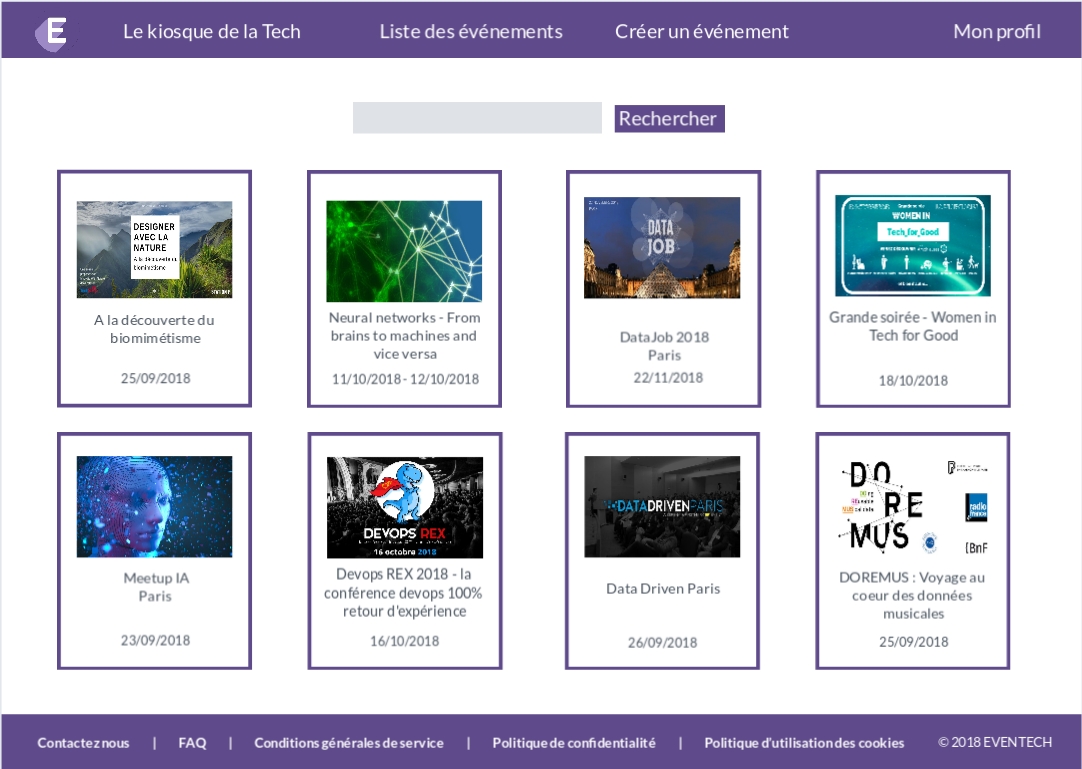 E
Le kiosque de la Tech
Liste des événements
Créer un événement
Mon profil
Rechercher
DESIGNER
AVEC LA
NATURE
A la découverte du
biomimétisme
A la découverte du
biomimétisme
25/09/2018
Neural networks - From
brains to machines and
vice versa
11/10/2018 - 12/10/2018
DATA
JOB
DataJob 2018
Paris
22/11/2018
WOMEN IN
Tech_for_Good
Grande soirée - Women in
Tech for Good
18/10/2018
Meetup IA
Paris
23/09/2018
DEVOPS REX
16 octobre 2018
Devops REX 2018 - la
conférence devops 100%
retour d'expérience
16/10/2018
DATADRIVENPARIS
Data Driven Paris
26/09/2018
DO
RE
MUS
radio
france
{BnF
DOREMUS : Voyage au
coeur des données
musicales
25/09/2018
Contactez nous | FAQ | Conditions générales de service | Politique de confidentialité | Politique d'utilisation des cookies © 2018 EVENTECH